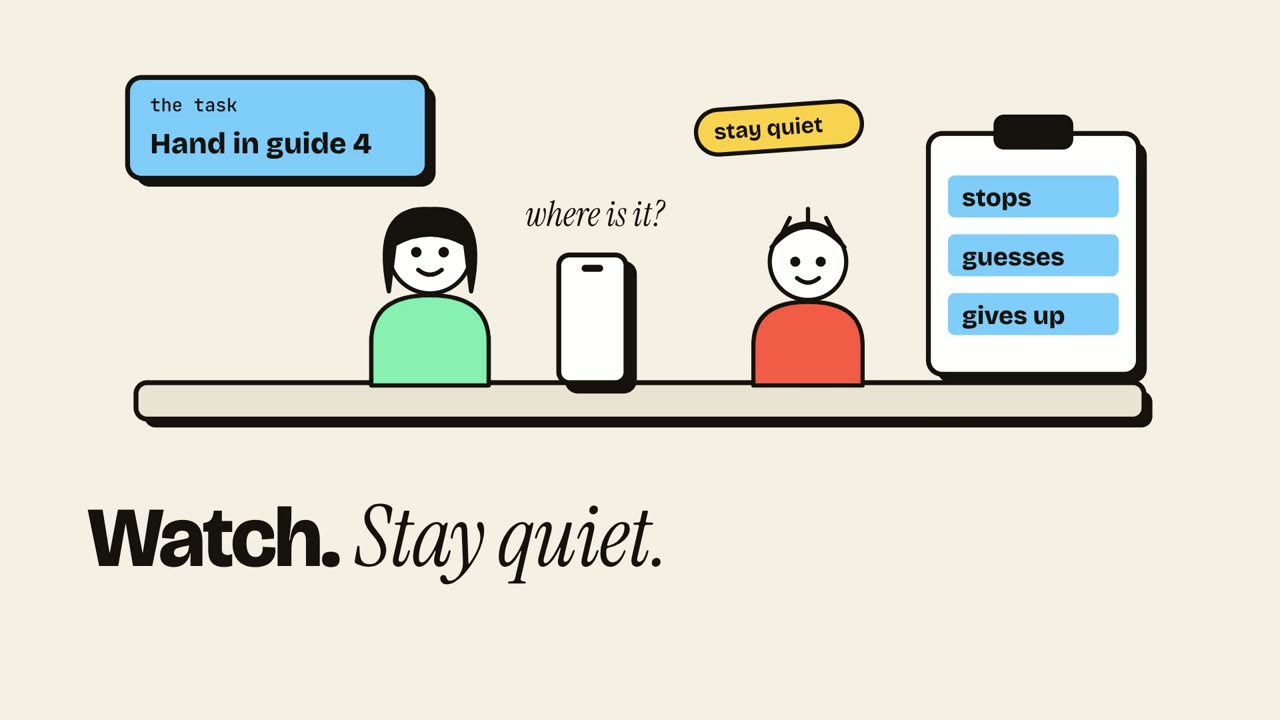 the task
Hand in guide 4
stay quiet
where is it?
stops
guesses
gives up
Watch. Stay quiet.